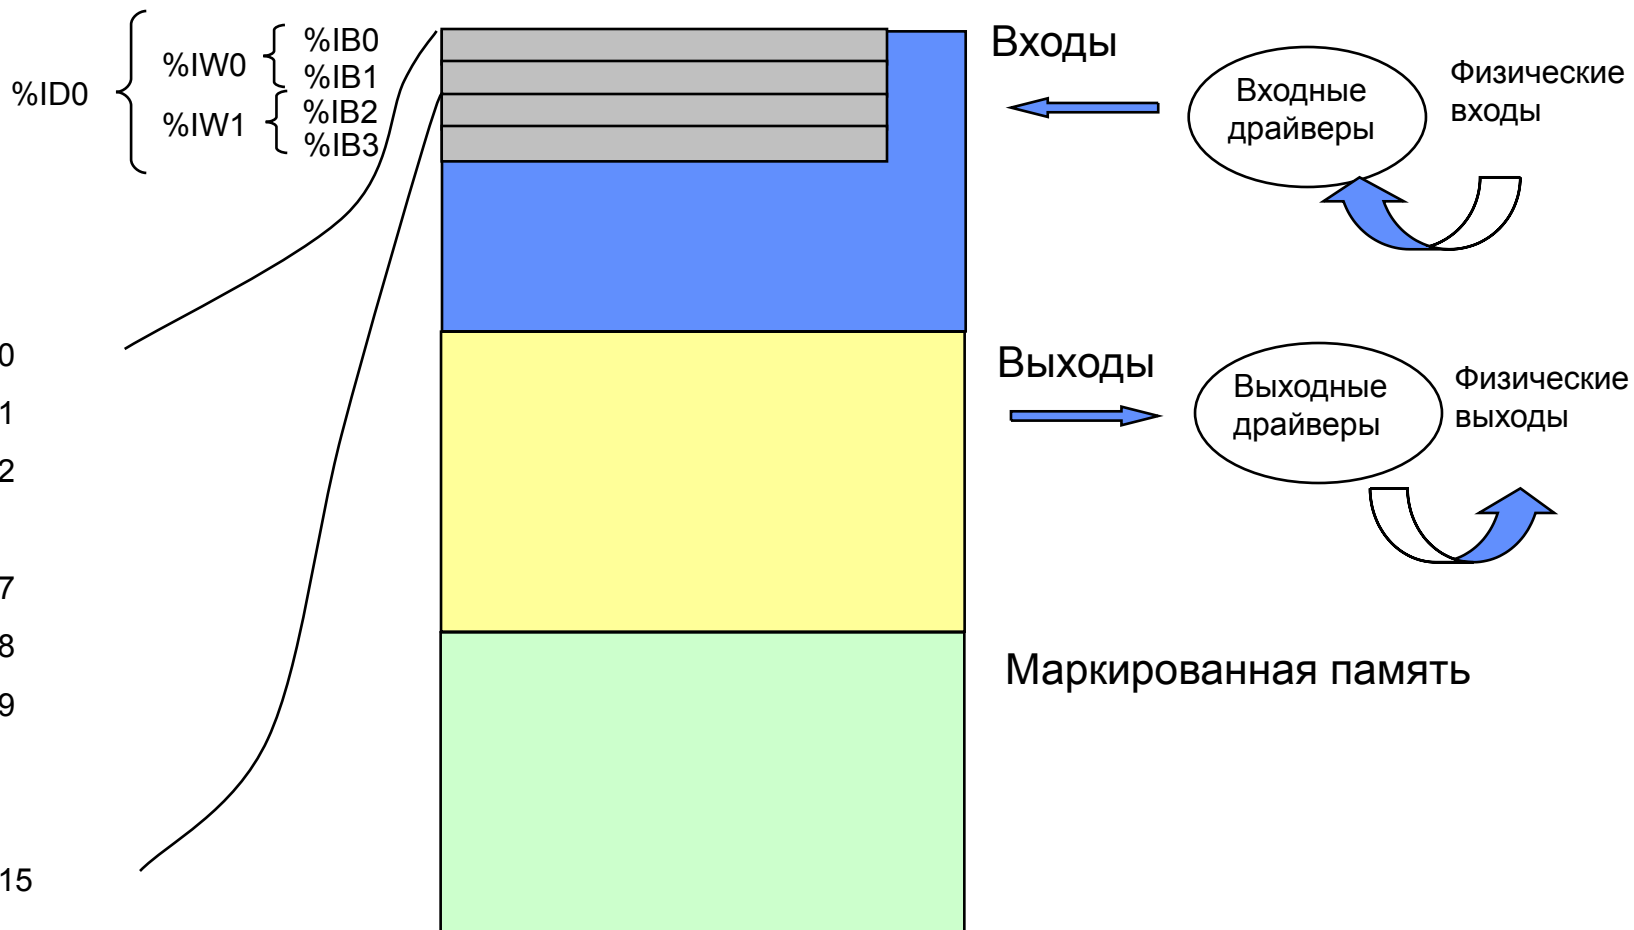 %ID0
%IW0
%IW1
%IB0
%IB1
%IB2
%IB3
0
1
2
7
8
9
15
Входы
Входные
драйверы
Физические
входы
Выходы
Выходные
драйверы
Физические
выходы
Маркированная память